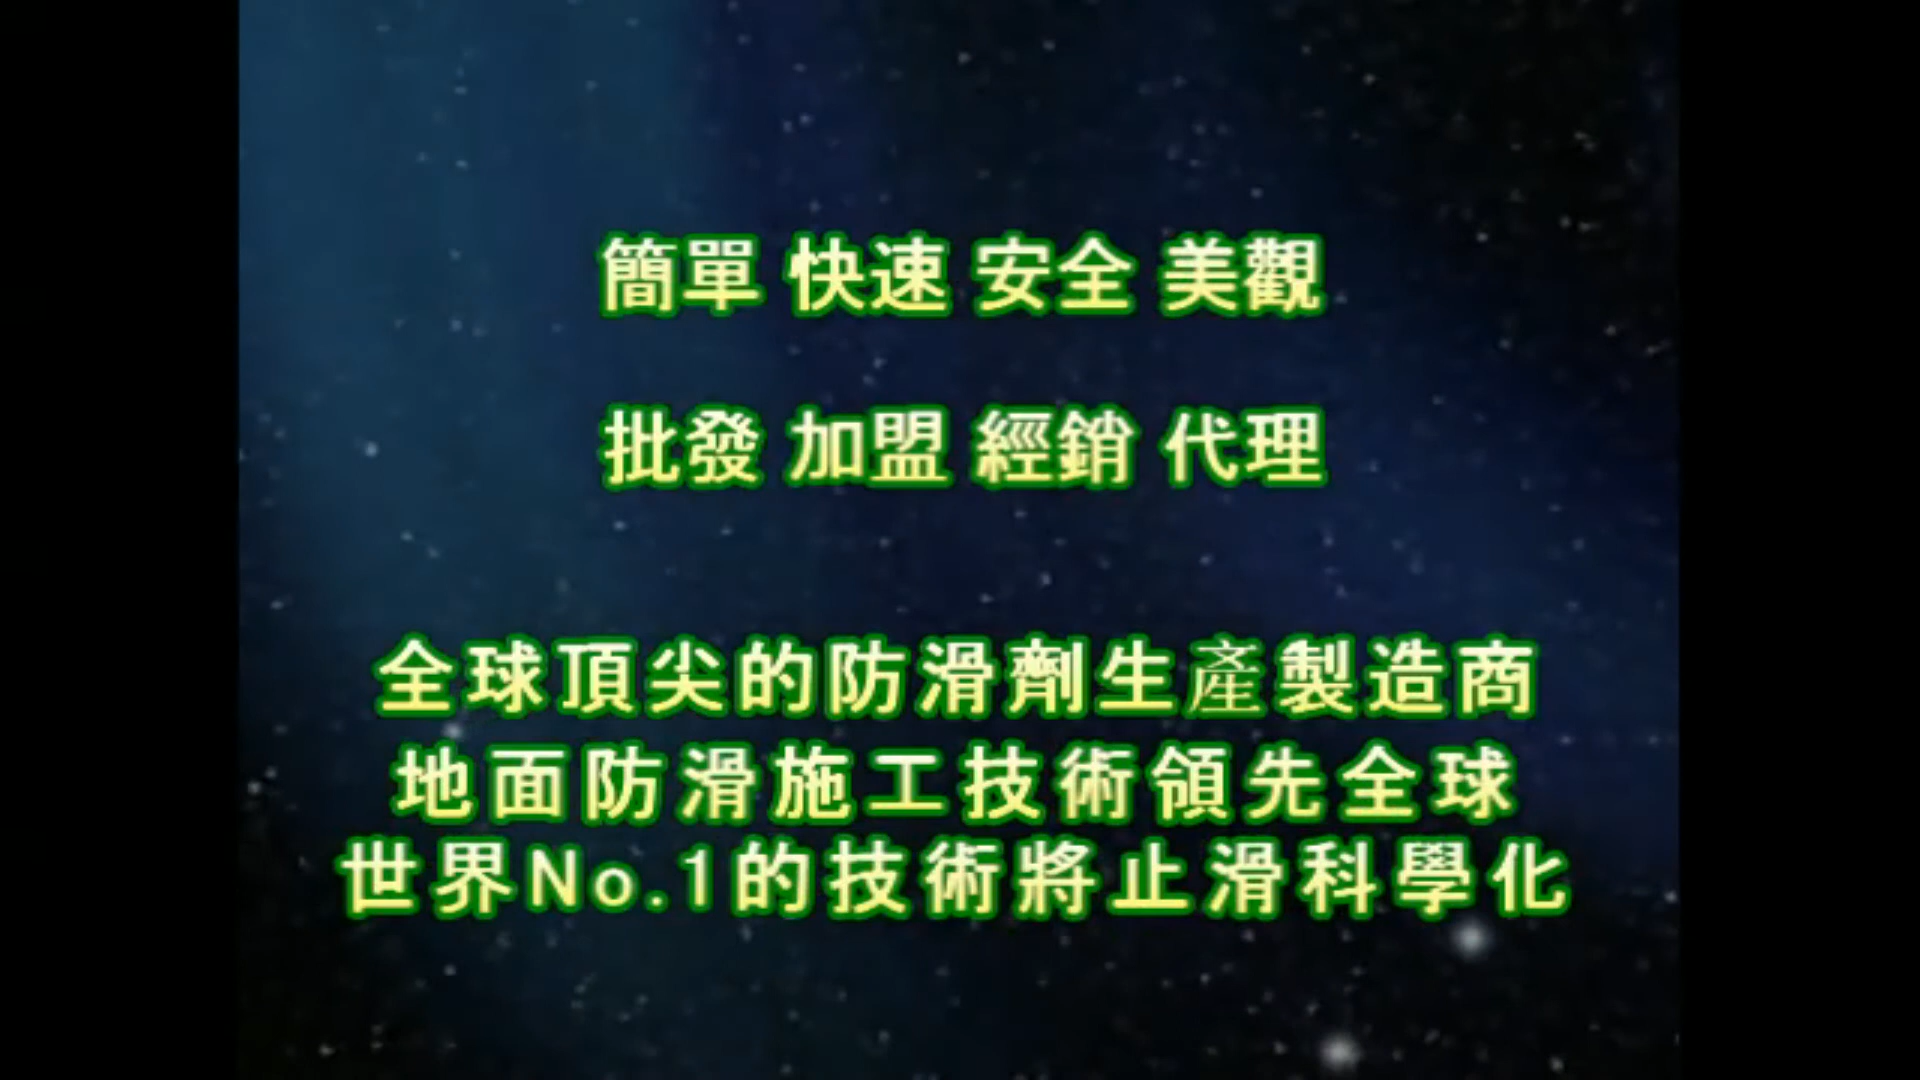 簡單 快速 安全 美觀
批發 加盟 經銷 代理
全球頂尖的防滑劑生產製造商
地面防滑施工技術領先全球
世界No.1的技術將止滑科學化